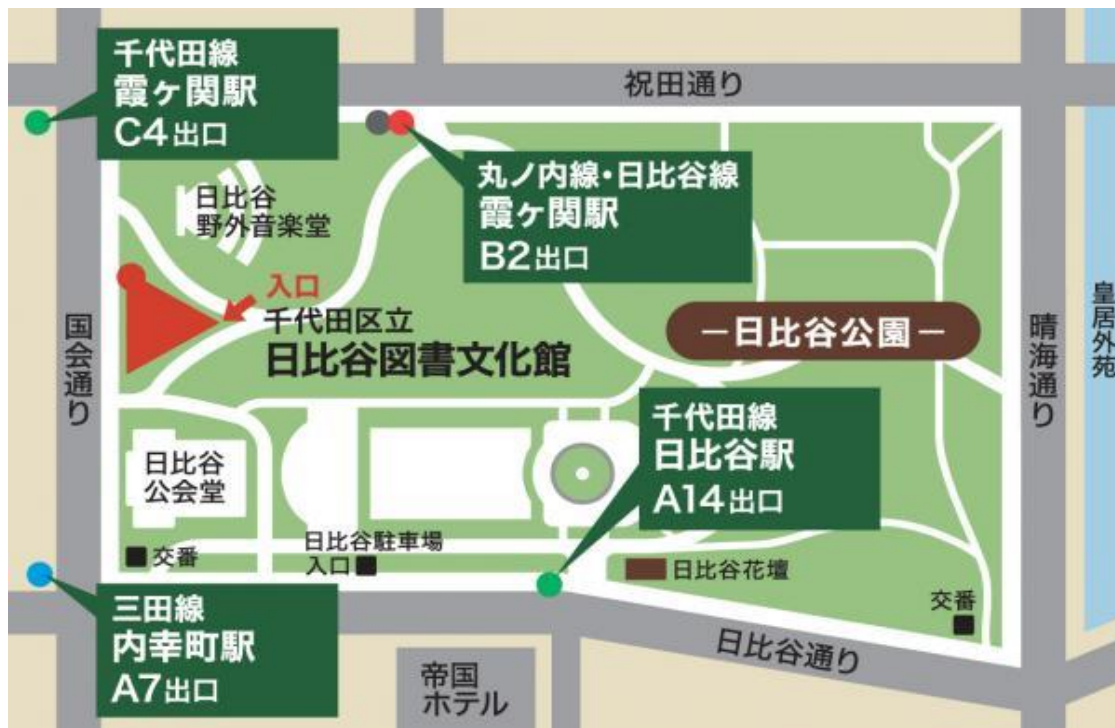 千代田線
霞ヶ関駅
C4出口
祝田通り
丸ノ内線・日比谷線
霞ヶ関駅
B2出口
日比谷
野外音楽堂
入口
千代田区立
日比谷図書文化館
国会通り
－日比谷公園－
晴海通り
皇居外苑
千代田線
日比谷駅
A14出口
日比谷
公会堂
交番
日比谷駐車場
入口
日比谷花壇
交番
三田線
内幸町駅
A7出口
帝国
ホテル
日比谷通り